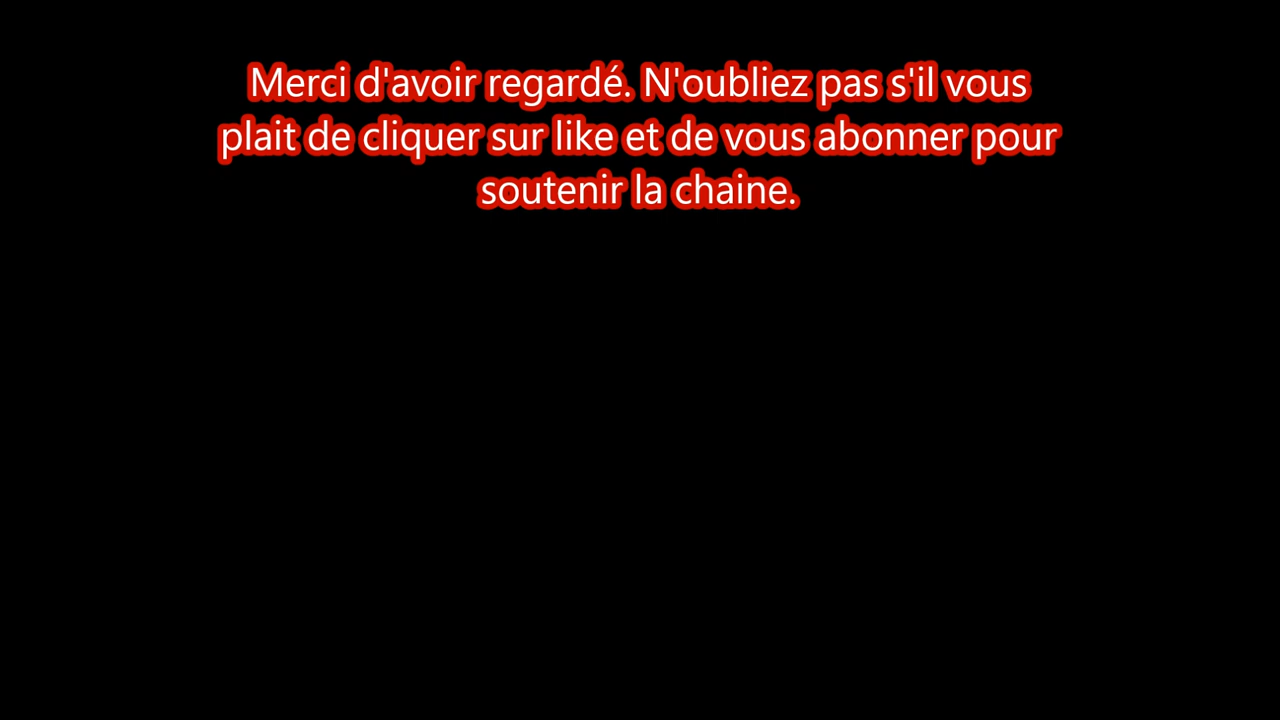 Merci d'avoir regardé. N'oubliez pas s'il vous
plait de cliquer sur like et de vous abonner pour
soutenir la chaine.